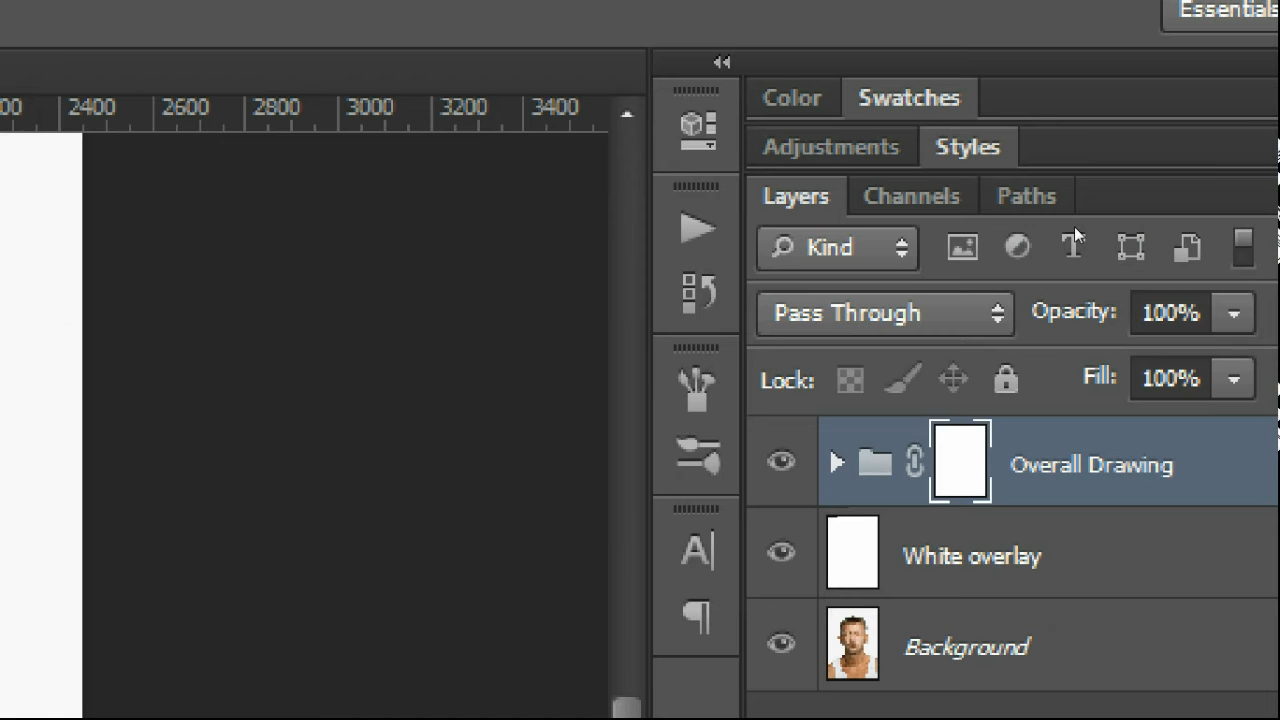 Essentials
00 2400 2600 2800 3000 3200 3400
Color Swatches
Adjustments Styles
Layers Channels Paths
Kind
Pass Through Opacity: 100%
Lock: Fill: 100%
Overall Drawing
White overlay
Background